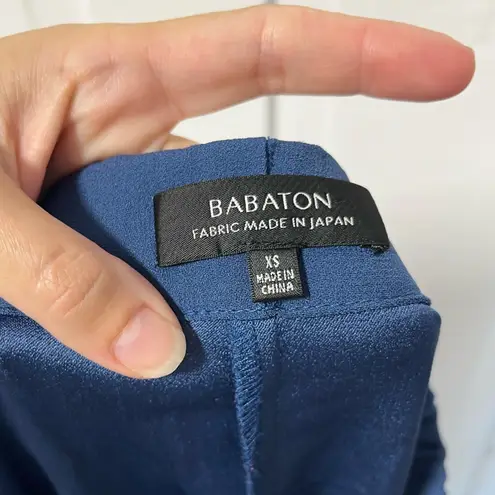 BABATON
FABRIC MADE IN JAPAN
XS
MADE IN
CHINA